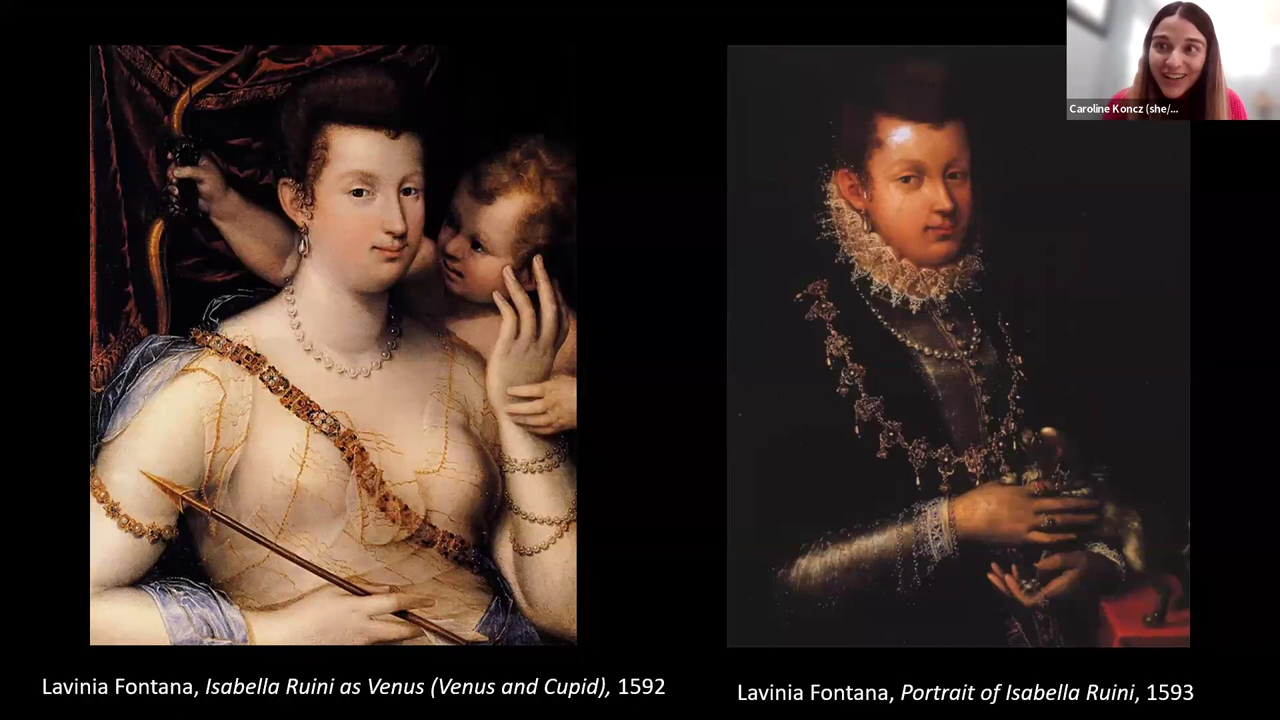 Caroline Koncz (she/...
Lavinia Fontana, Isabella Ruini as Venus (Venus and Cupid), 1592
Lavinia Fontana, Portrait of Isabella Ruini, 1593